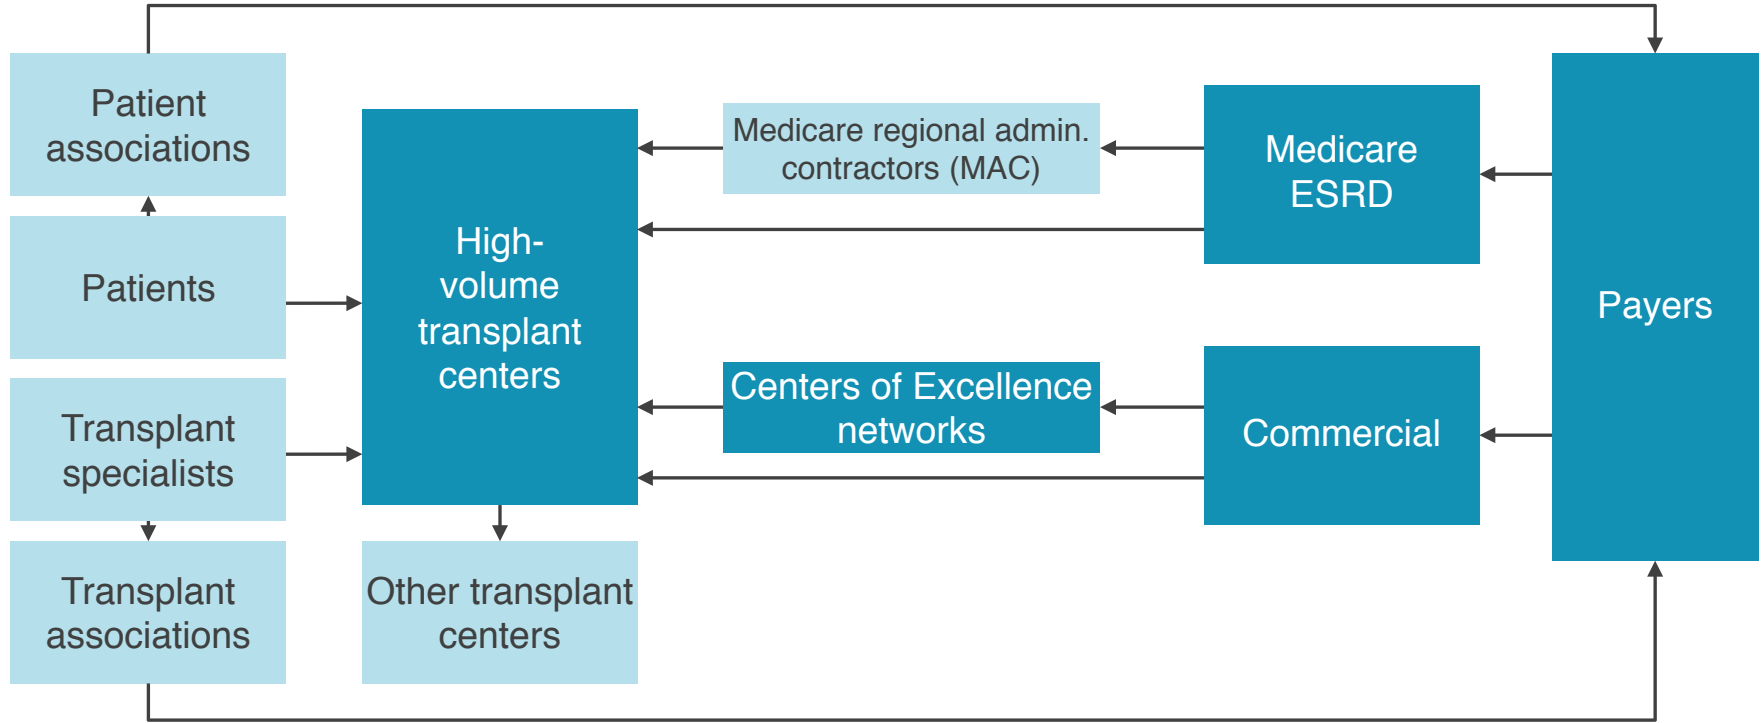 Patient
associations
Patients
Transplant
specialists
Transplant
associations
High-
volume
transplant
centers
Other transplant
centers
Medicare regional admin.
contractors (MAC)
Centers of Excellence
networks
Medicare
ESRD
Commercial
Payers